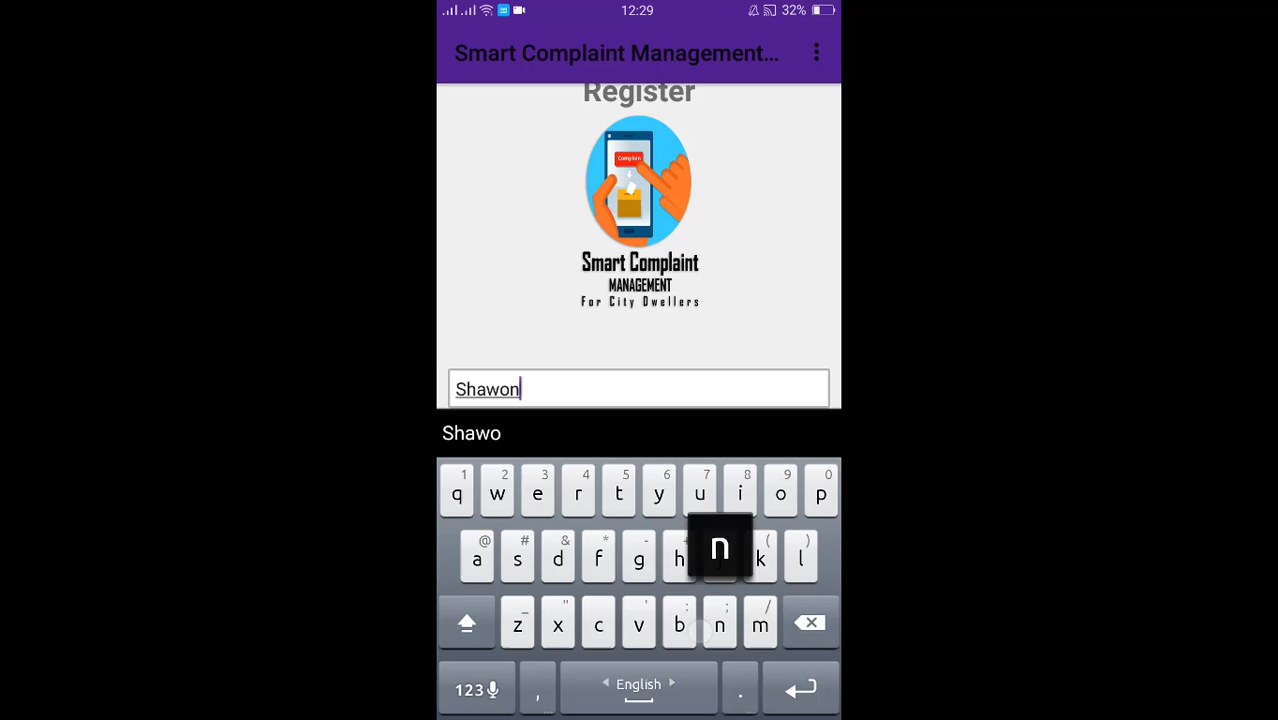 12:29
32%
Smart Complaint Management...
Register
Complain
Smart Complaint
MANAGEMENT
For City Dwellers
Shawon
Shawo
1 2 3 4 5 6 7 8 9 0
q w e r t y u i o p
n
@ # & * - + ( )
a s d f g h j k l
_ " ' : ; /
z x c v b n m
123 , English .